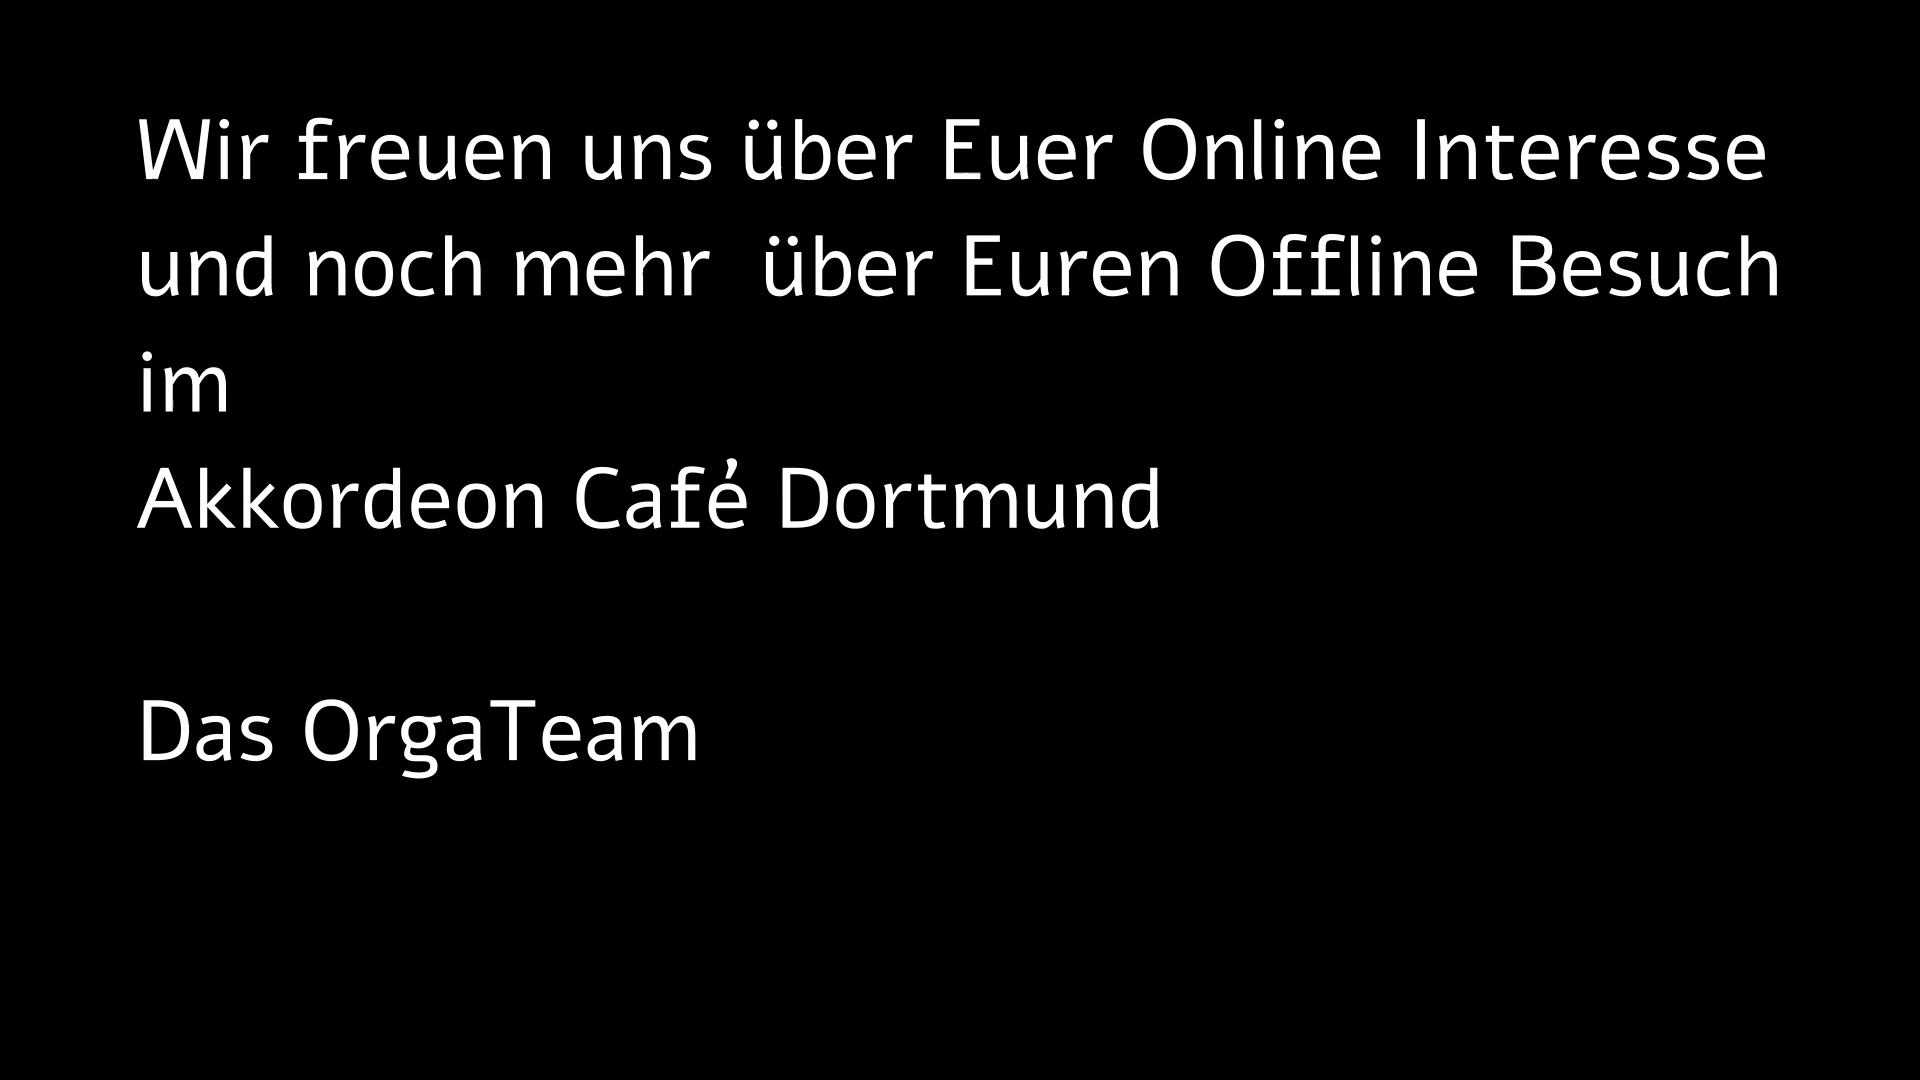 Wir freuen uns über Euer Online Interesse
und noch mehr  über Euren Offline Besuch
im
Akkordeon Café Dortmund
Das OrgaTeam